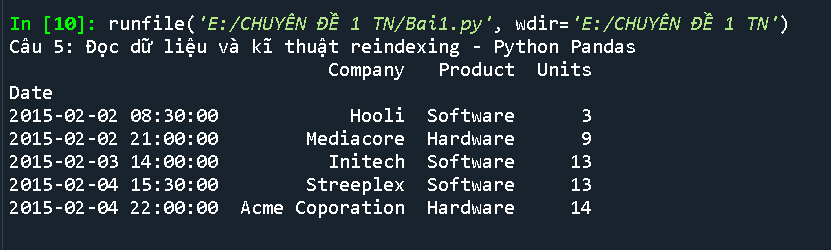 In [10]: runfile('E:/CHUYÊN ĐỀ 1 TN/Bai1.py', wdir='E:/CHUYÊN ĐỀ 1 TN')
Câu 5: Đọc dữ liệu và kĩ thuật reindexing - Python Pandas
Company Product Units
Date
2015-02-02 08:30:00 Hooli Software 3
2015-02-02 21:00:00 Mediacore Hardware 9
2015-02-03 14:00:00 Initech Software 13
2015-02-04 15:30:00 Streeplex Software 13
2015-02-04 22:00:00 Acme Coporation Hardware 14